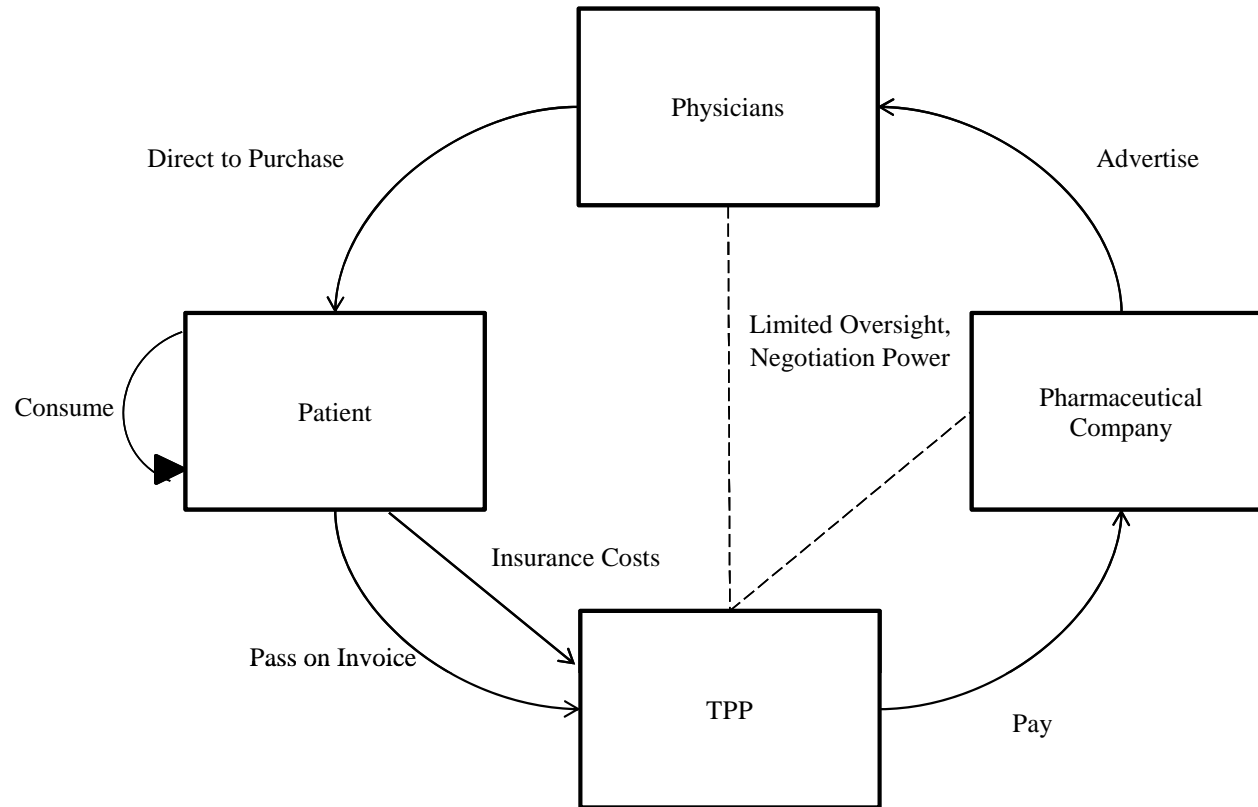 Physicians
Direct to Purchase
Advertise
Limited Oversight,
Negotiation Power
Consume
Patient
Pharmaceutical
Company
Insurance Costs
Pass on Invoice
TPP
Pay